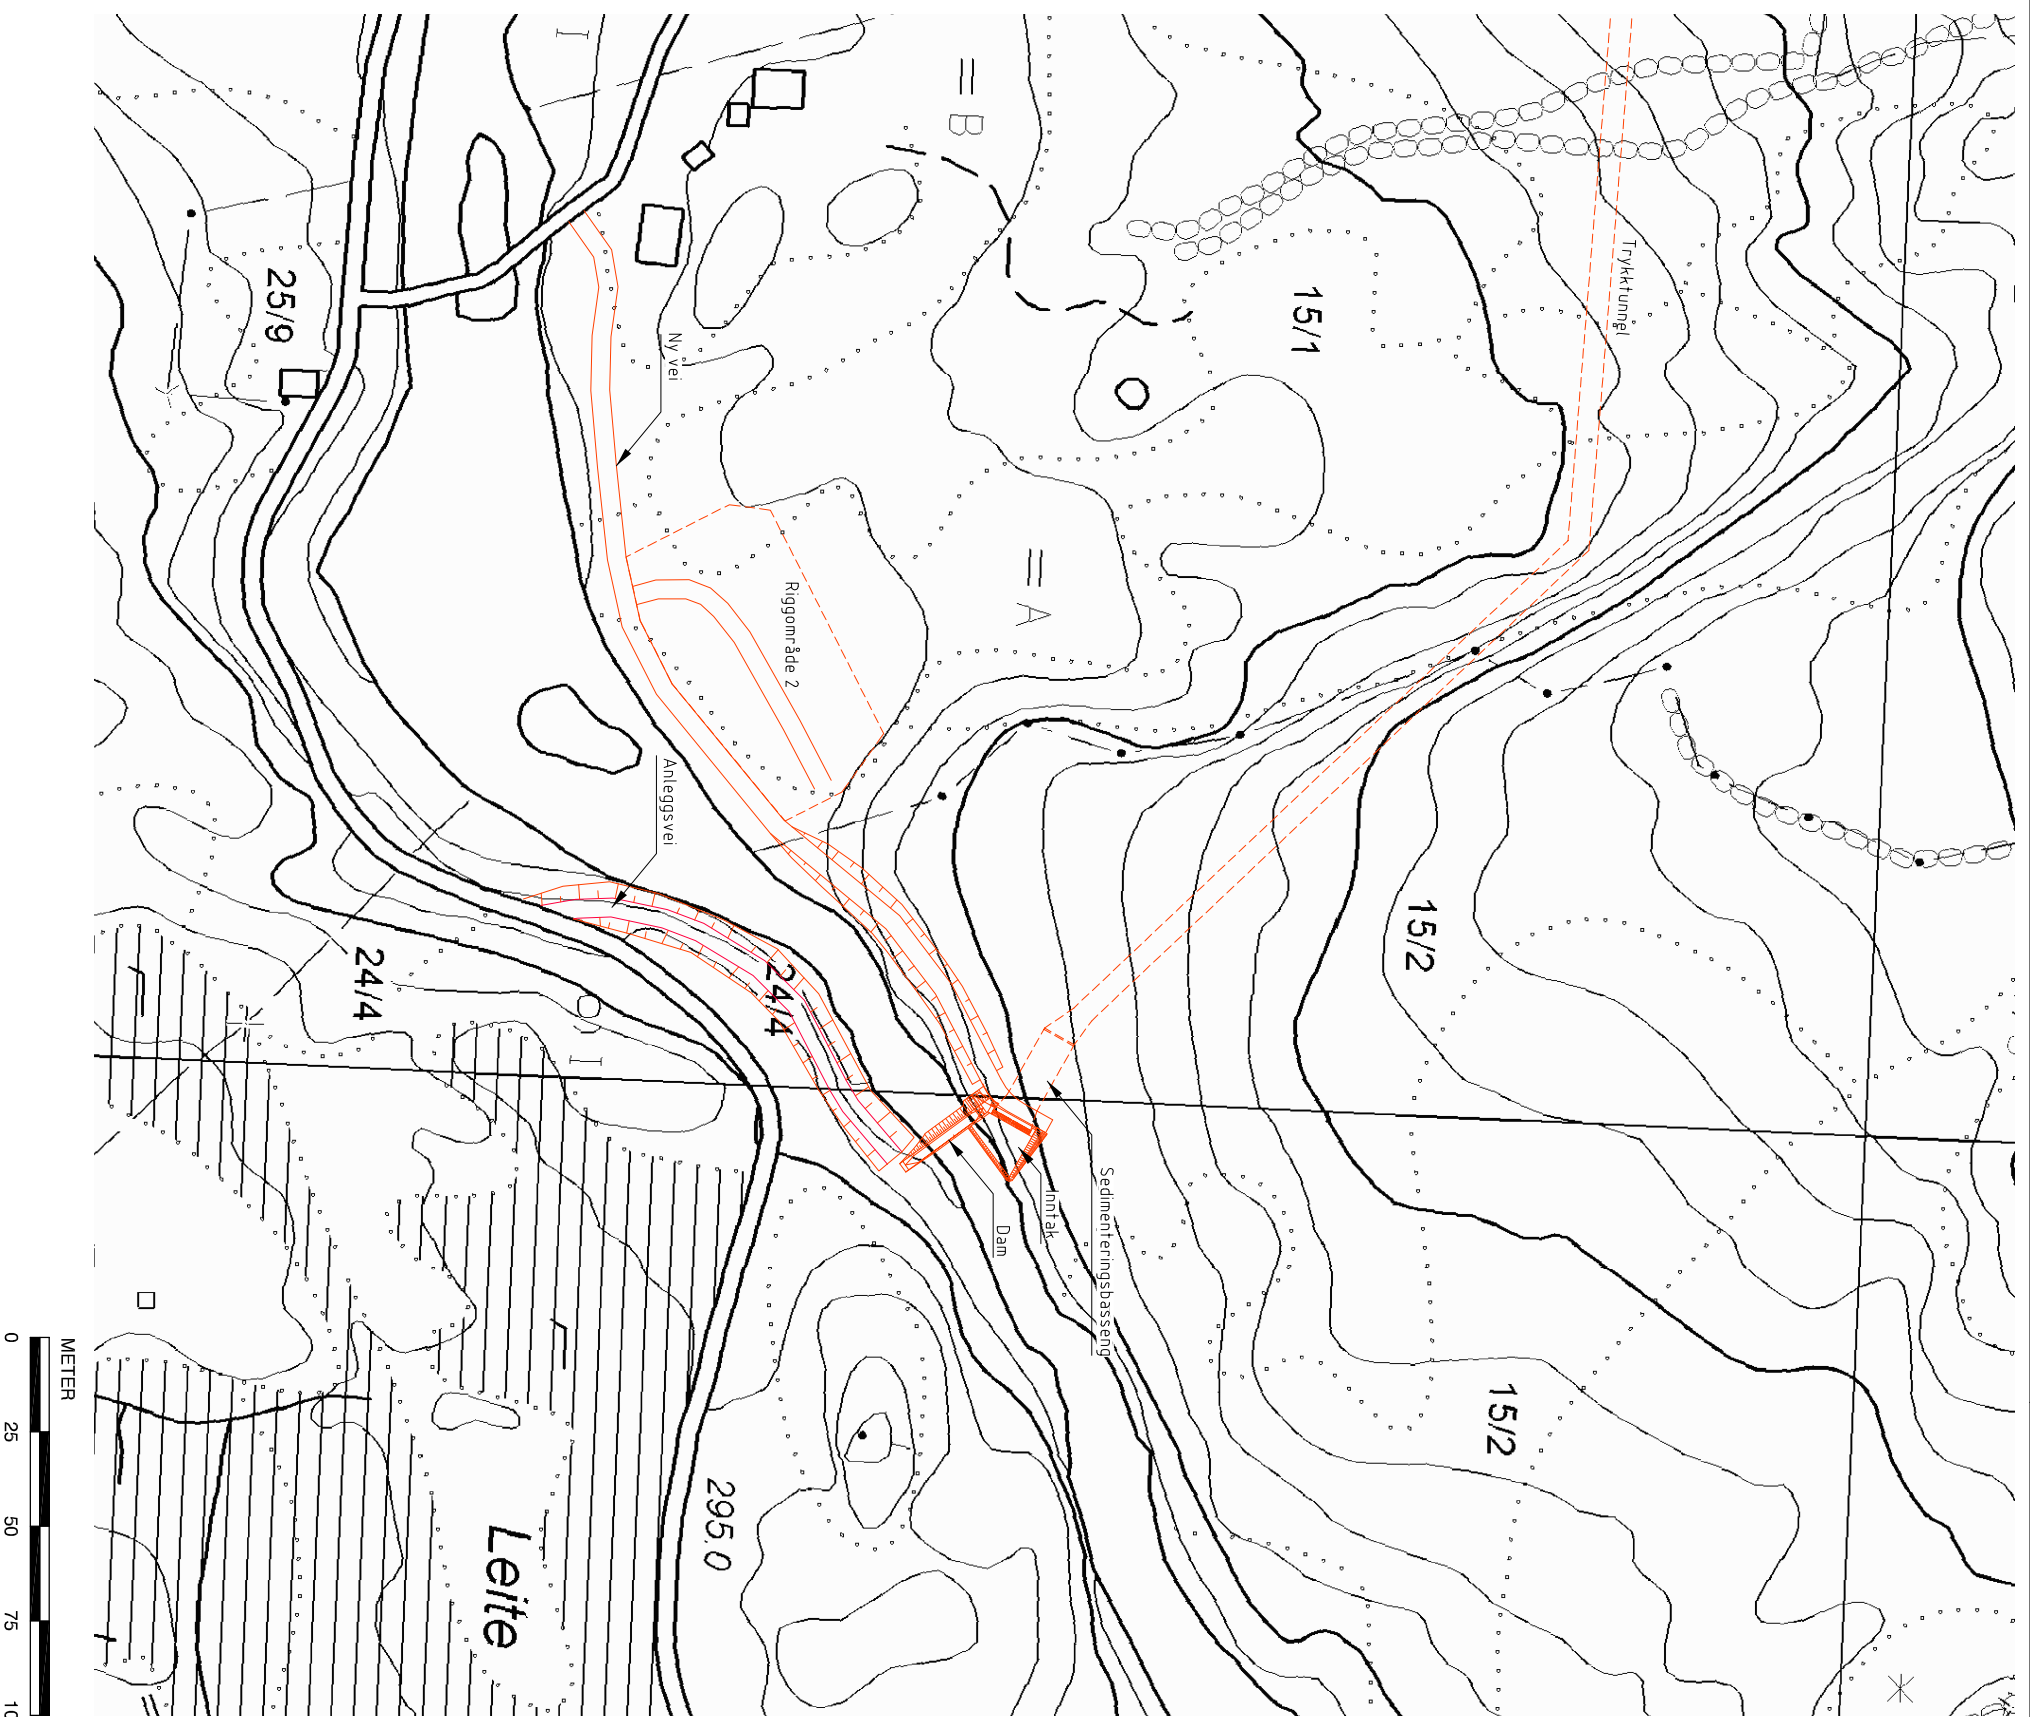 Trykktunnel
15/1
= B
25/9
Ny vei
= A
Riggområde 2
Anleggsvei
15/2
24/4
24/4
Sedimenteringsbasseng
Inntak
Dam
15/2
295.0
Leite
METER
0
25
50
75